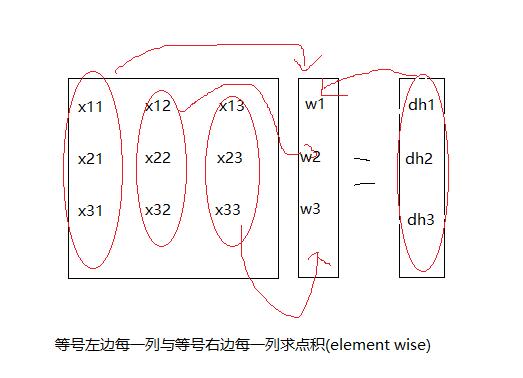 x11 x12 x13 w1 dh1
x21 x22 x23 w2 = dh2
x31 x32 x33 w3 dh3
等号左边每一列与等号右边每一列求点积(element wise)